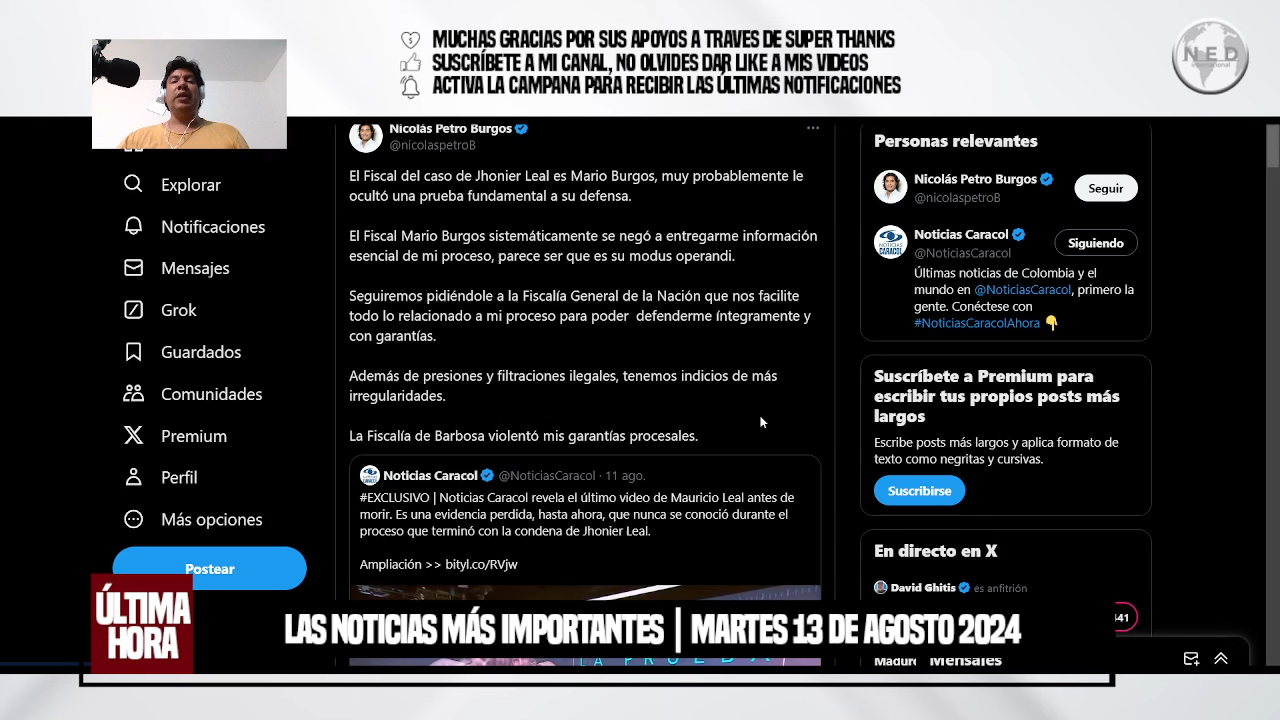 MUCHAS GRACIAS POR SUS APOYOS A TRAVES DE SUPER THANKS
SUSCRÍBETE A MI CANAL, NO OLVIDES DAR LIKE A MIS VIDEOS
ACTIVA LA CAMPANA PARA RECIBIR LAS ÚLTIMAS NOTIFICACIONES
N.E.D
international
Explorar
Notificaciones
Mensajes
Grok
Guardados
Comunidades
Premium
Perfil
Más opciones
Postear
Nicolás Petro Burgos
@nicolaspetroB
El Fiscal del caso de Jhonier Leal es Mario Burgos, muy probablemente le
ocultó una prueba fundamental a su defensa.
El Fiscal Mario Burgos sistemáticamente se negó a entregarme información
esencial de mi proceso, parece ser que es su modus operandi.
Seguiremos pidiéndole a la Fiscalía General de la Nación que nos facilite
todo lo relacionado a mi proceso para poder defenderme íntegramente y
con garantías.
Además de presiones y filtraciones ilegales, tenemos indicios de más
irregularidades.
La Fiscalía de Barbosa violentó mis garantías procesales.
Noticias Caracol @NoticiasCaracol · 11 ago.
#EXCLUSIVO | Noticias Caracol revela el último video de Mauricio Leal antes de
morir. Es una evidencia perdida, hasta ahora, que nunca se conoció durante el
proceso que terminó con la condena de Jhonier Leal.
Ampliación >> bityl.co/RVjw
LA PRUEBA
Personas relevantes
Nicolás Petro Burgos
@nicolaspetroB
Seguir
Noticias Caracol
@NoticiasCaracol
Siguiendo
Últimas noticias de Colombia y el
mundo en @NoticiasCaracol, primero la
gente. Conéctese con
#NoticiasCaracolAhora 👇
Suscríbete a Premium para
escribir tus propios posts más
largos
Escribe posts más largos y aplica formato de
texto como negritas y cursivas.
Suscribirse
En directo en X
David Ghitis es anfitrión
441
Maduro
Mensajes
ÚLTIMA
HORA
LAS NOTICIAS MÁS IMPORTANTES | MARTES 13 DE AGOSTO 2024